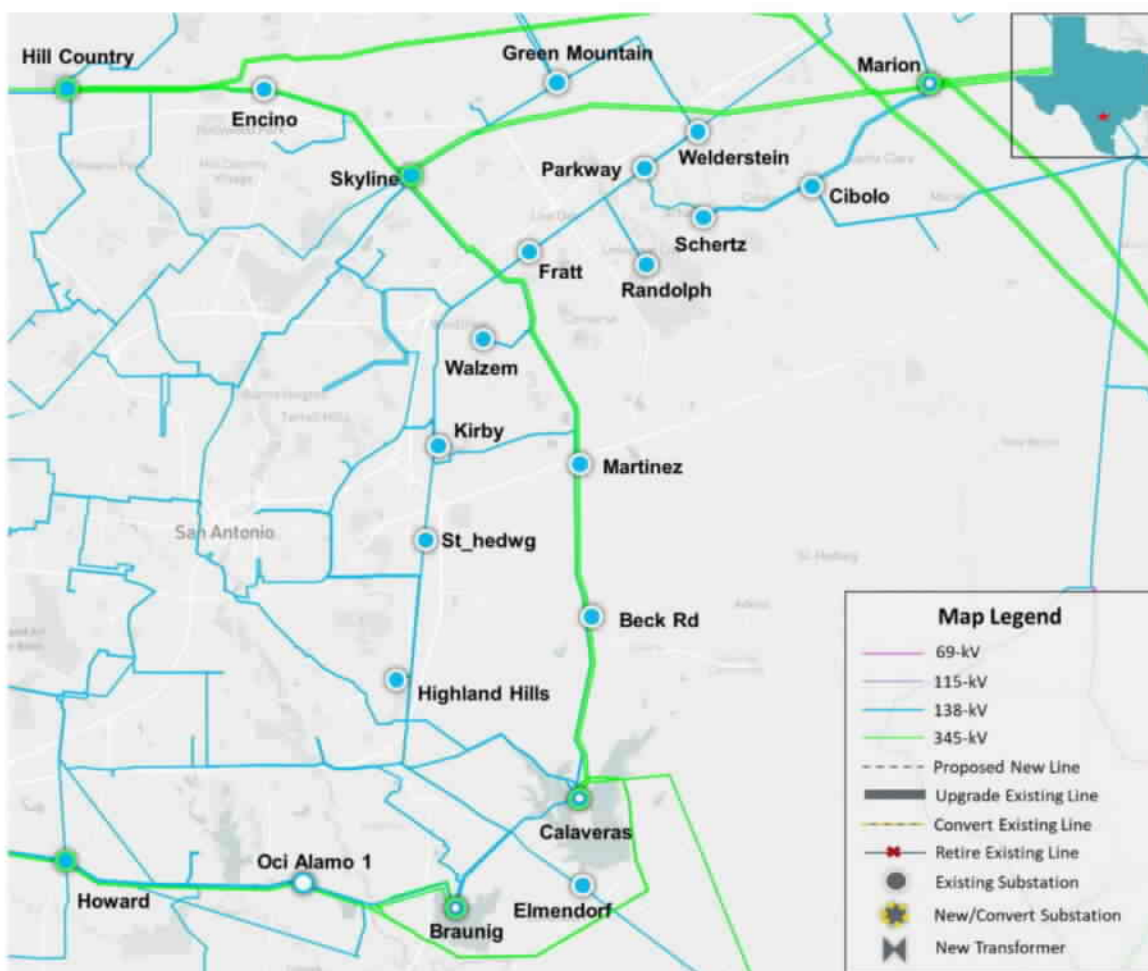 Hill Country
Green Mountain
Marion
Encino
Welderstein
Parkway
Skyline
Cibolo
Schertz
Fratt
Randolph
Walzem
Kirby
Martinez
San Antonio
St_hedwg
St. Hedwig
Beck Rd
Highland Hills
Calaveras
Oci Alamo 1
Howard
Elmendorf
Braunig
Map Legend
69-kV
115-kV
138-kV
345-kV
Proposed New Line
Upgrade Existing Line
Convert Existing Line
Retire Existing Line
Existing Substation
New/Convert Substation
New Transformer